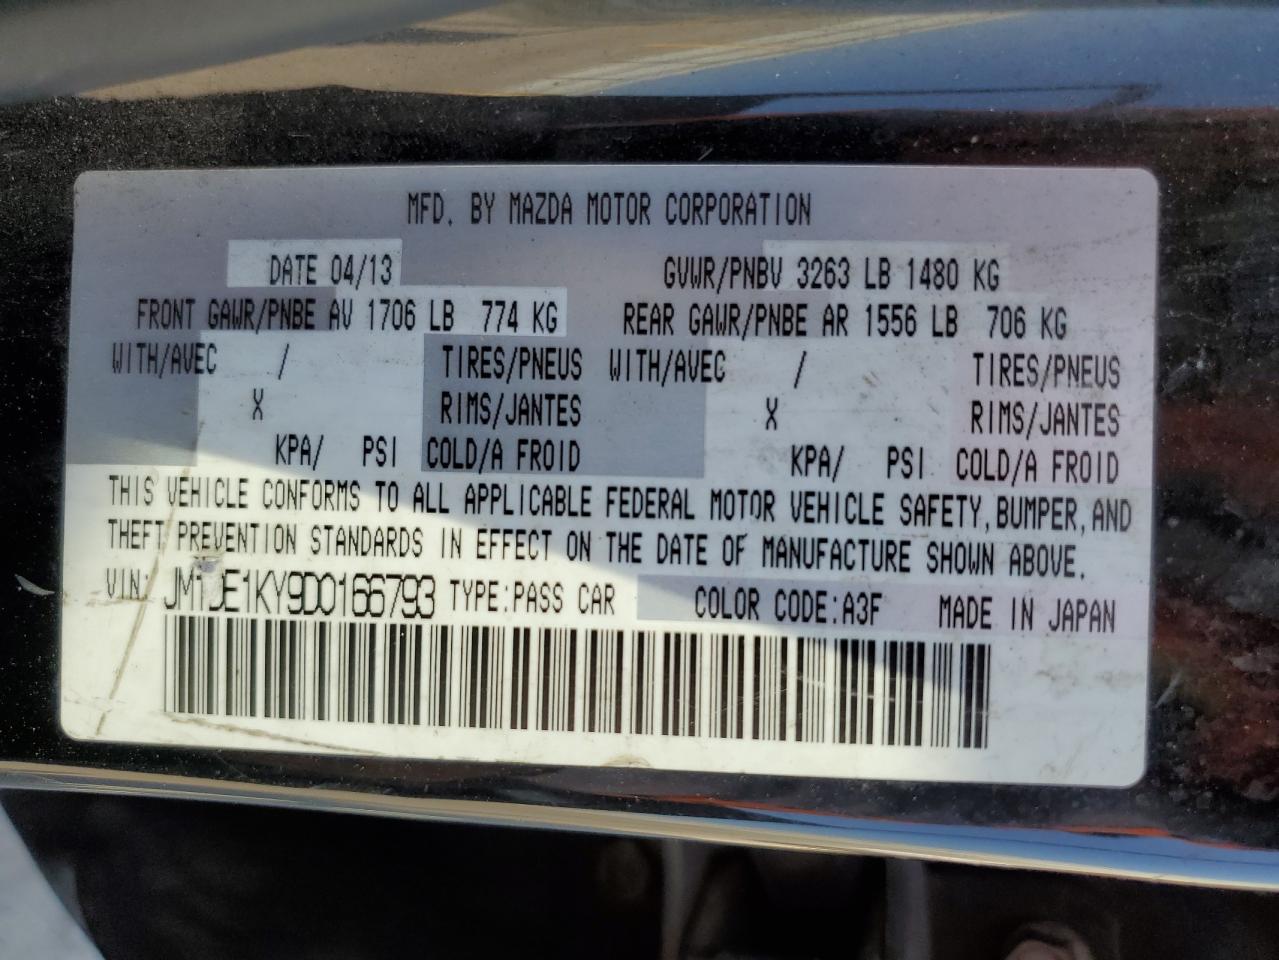 MFD. BY MAZDA MOTOR CORPORATION
DATE 04/13 GVWR/PNBV 3263 LB 1480 KG
FRONT GAWR/PNBE AV 1706 LB 774 KG REAR GAWR/PNBE AR 1556 LB 706 KG
WITH/AVEC / TIRES/PNEUS WITH/AVEC / TIRES/PNEUS
X RIMS/JANTES X RIMS/JANTES
KPA/ PSI COLD/A FROID KPA/ PSI COLD/A FROID
THIS VEHICLE CONFORMS TO ALL APPLICABLE FEDERAL MOTOR VEHICLE SAFETY, BUMPER, AND
THEFT PREVENTION STANDARDS IN EFFECT ON THE DATE OF MANUFACTURE SHOWN ABOVE.
VIN: JM1DE1KY9D0166793 TYPE:PASS CAR COLOR CODE:A3F MADE IN JAPAN